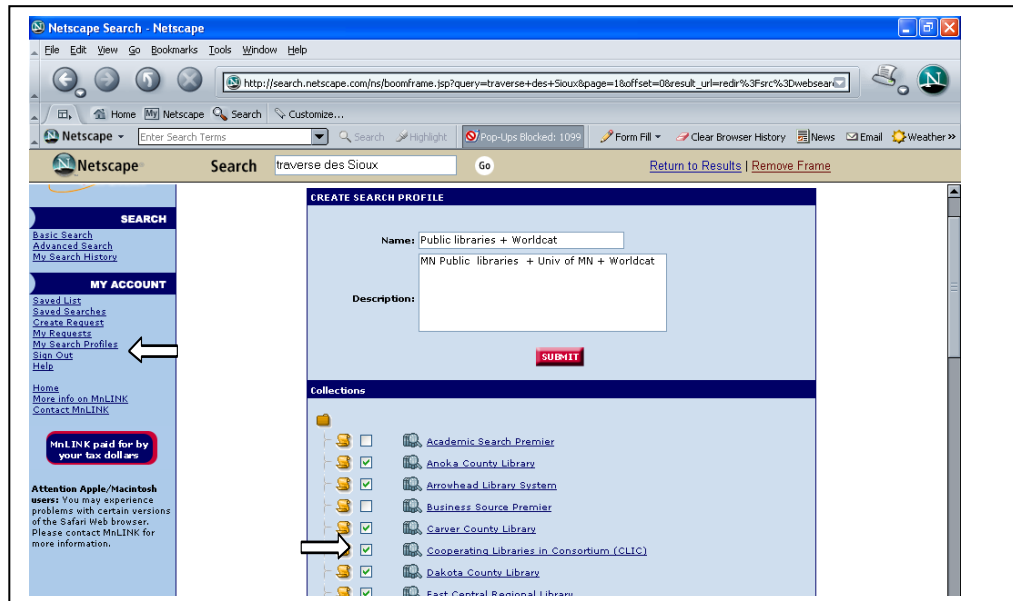 Netscape Search - Netscape
File Edit View Go Bookmarks Tools Window Help
http://search.netscape.com/ns/boomframe.jsp?query=traverse+des+Sioux&page=1&offset=0&result_url=redir%3Fsrc%3Dwebsear
Home My Netscape Search Customize...
Netscape Enter Search Terms Search Highlight Pop-Ups Blocked: 1099 Form Fill Clear Browser History News Email Weather »
Netscape Search traverse des Sioux Go Return to Results | Remove Frame
SEARCH
Basic Search
Advanced Search
My Search History
MY ACCOUNT
Saved List
Saved Searches
Create Request
My Requests
My Search Profiles
Sign Out
Help
Home
More info on MnLINK
Contact MnLINK
MnLINK paid for by
your tax dollars
Attention Apple/Macintosh
users: You may experience
problems with certain versions
of the Safari Web browser.
Please contact MnLINK for
more information.
CREATE SEARCH PROFILE
Name: Public libraries + Worldcat
Description: MN Public libraries + Univ of MN + Worldcat
SUBMIT
Collections
Academic Search Premier
Anoka County Library
Arrowhead Library System
Business Source Premier
Carver County Library
Cooperating Libraries in Consortium (CLIC)
Dakota County Library
East Central Regional Library